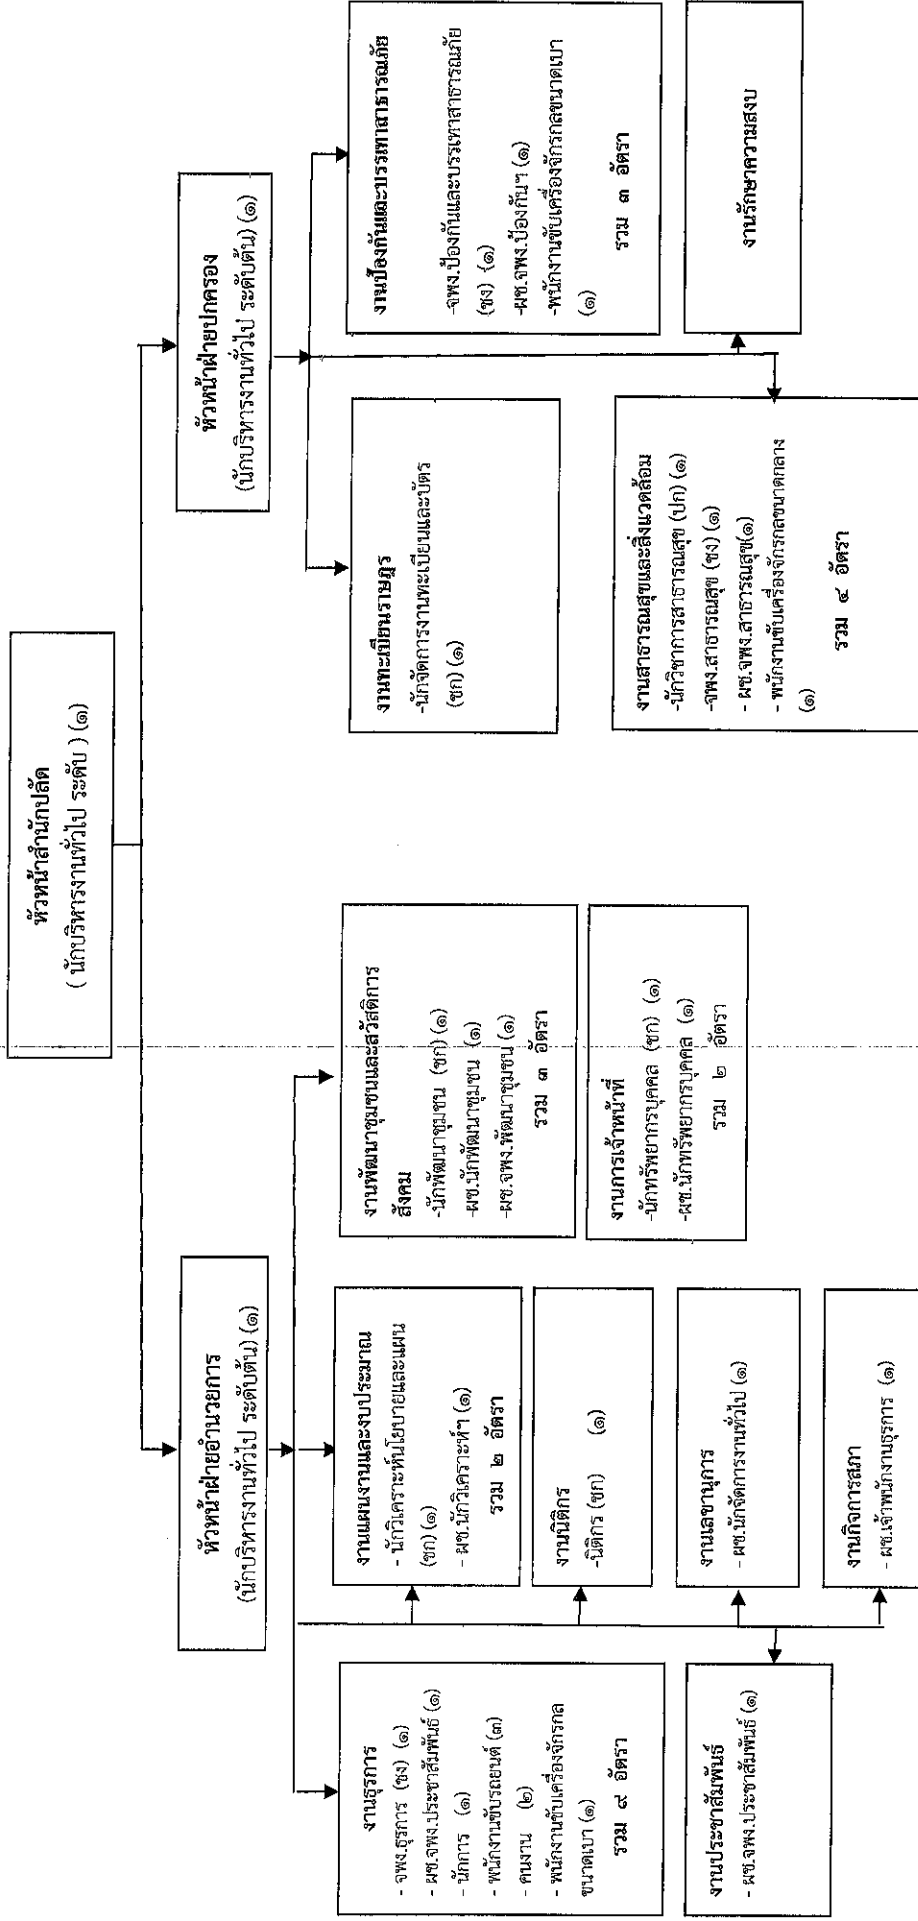 หัวหน้าสำนักปลัด
( นักบริหารงานทั่วไป ระดับ ) (๑)
หัวหน้าฝ่ายอำนวยการ
(นักบริหารงานทั่วไป ระดับต้น) (๑)
หัวหน้าฝ่ายปกครอง
(นักบริหารงานทั่วไป ระดับต้น) (๑)
งานธุรการ
- จพง.ธุรการ (ชง) (๑)
- ผช.จพง.ประชาสัมพันธ์ (๑)
- นักการ (๑)
- พนักงานขับรถยนต์ (๓)
- คนงาน (๒)
- พนักงานขับเครื่องจักรกล
ขนาดเบา (๑)
รวม ๙ อัตรา
งานแผนงานและงบประมาณ
- นักวิเคราะห์นโยบายและแผน
(ชก) (๑)
- ผช.นักวิเคราะห์ฯ (๑)
รวม ๒ อัตรา
งานพัฒนาชุมชนและสวัสดิการ
สังคม
-นักพัฒนาชุมชน (ชก) (๑)
-ผช.นักพัฒนาชุมชน (๑)
-ผช.จพง.พัฒนาชุมชน (๑)
รวม ๓ อัตรา
งานทะเบียนราษฎร
-นักจัดการงานทะเบียนและบัตร
(ชก) (๑)
งานป้องกันและบรรเทาสาธารณภัย
-จพง.ป้องกันและบรรเทาสาธารณภัย
(ชง) (๑)
-ผช.จพง.ป้องกันฯ (๑)
-พนักงานขับเครื่องจักรกลขนาดเบา
(๑)
รวม ๓ อัตรา
งานนิติกร
-นิติกร (ชก) (๑)
งานการเจ้าหน้าที่
-นักทรัพยากรบุคคล (ชก) (๑)
-ผช.นักทรัพยากรบุคคล (๑)
รวม ๒ อัตรา
งานสาธารณสุขและสิ่งแวดล้อม
-นักวิชาการสาธารณสุข (ปก) (๑)
-จพง.สาธารณสุข (ชง) (๑)
- ผช.จพง.สาธารณสุข(๑)
- พนักงานขับเครื่องจักรกลขนาดกลาง
(๑)
รวม ๔ อัตรา
งานรักษาความสงบ
งานประชาสัมพันธ์
- ผช.จพง.ประชาสัมพันธ์ (๑)
งานเลขานุการ
- ผช.นักจัดการงานทั่วไป (๑)
งานกิจการสภา
- ผช.เจ้าพนักงานธุรการ (๑)